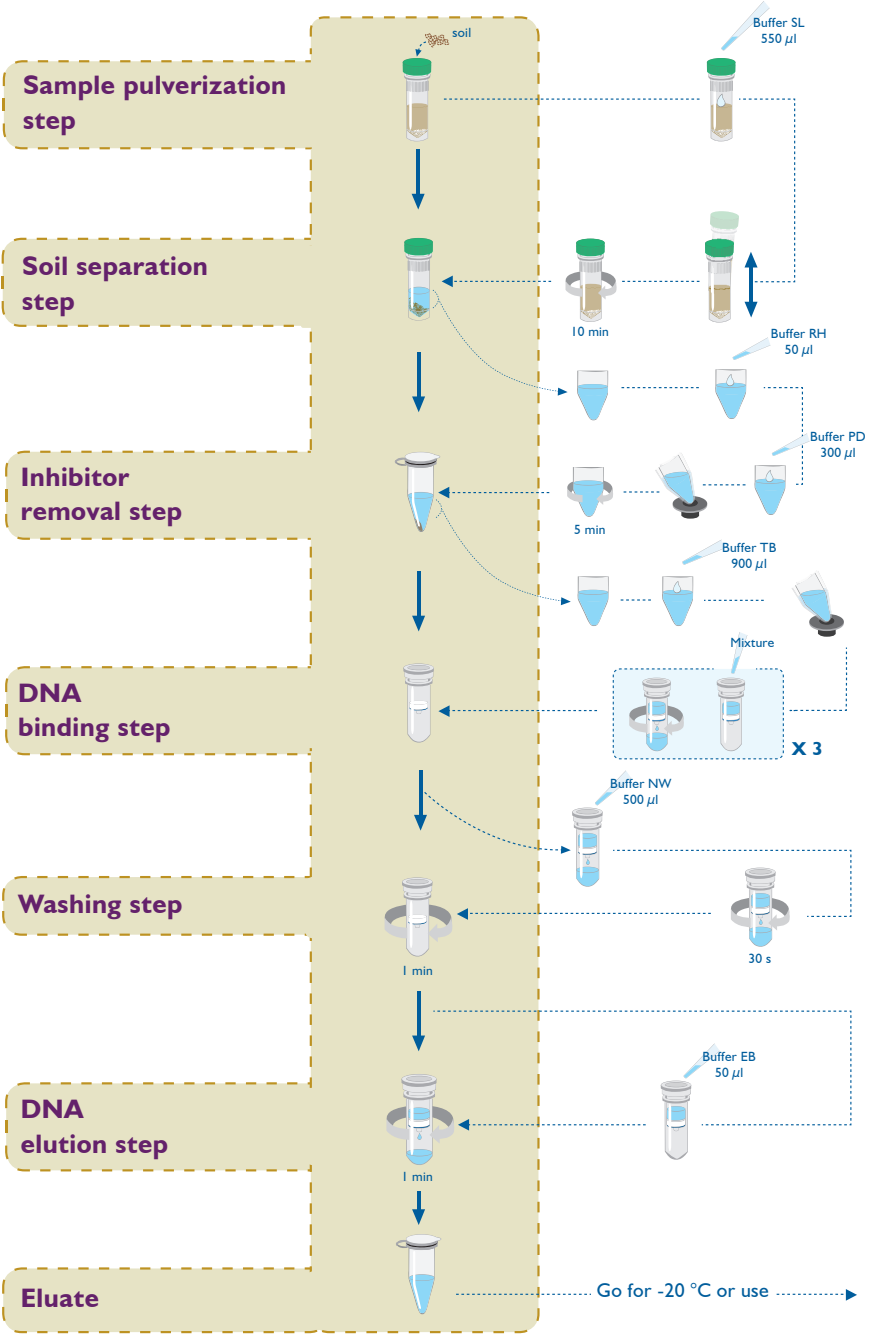 soil
Buffer SL
550 µl
Sample pulverization
step
Soil separation
step
10 min
Buffer RH
50 µl
Buffer PD
300 µl
Inhibitor
removal step
5 min
Buffer TB
900 µl
Mixture
DNA
binding step
X 3
Buffer NW
500 µl
Washing step
1 min
30 s
Buffer EB
50 µl
DNA
elution step
1 min
Go for -20 °C or use
Eluate